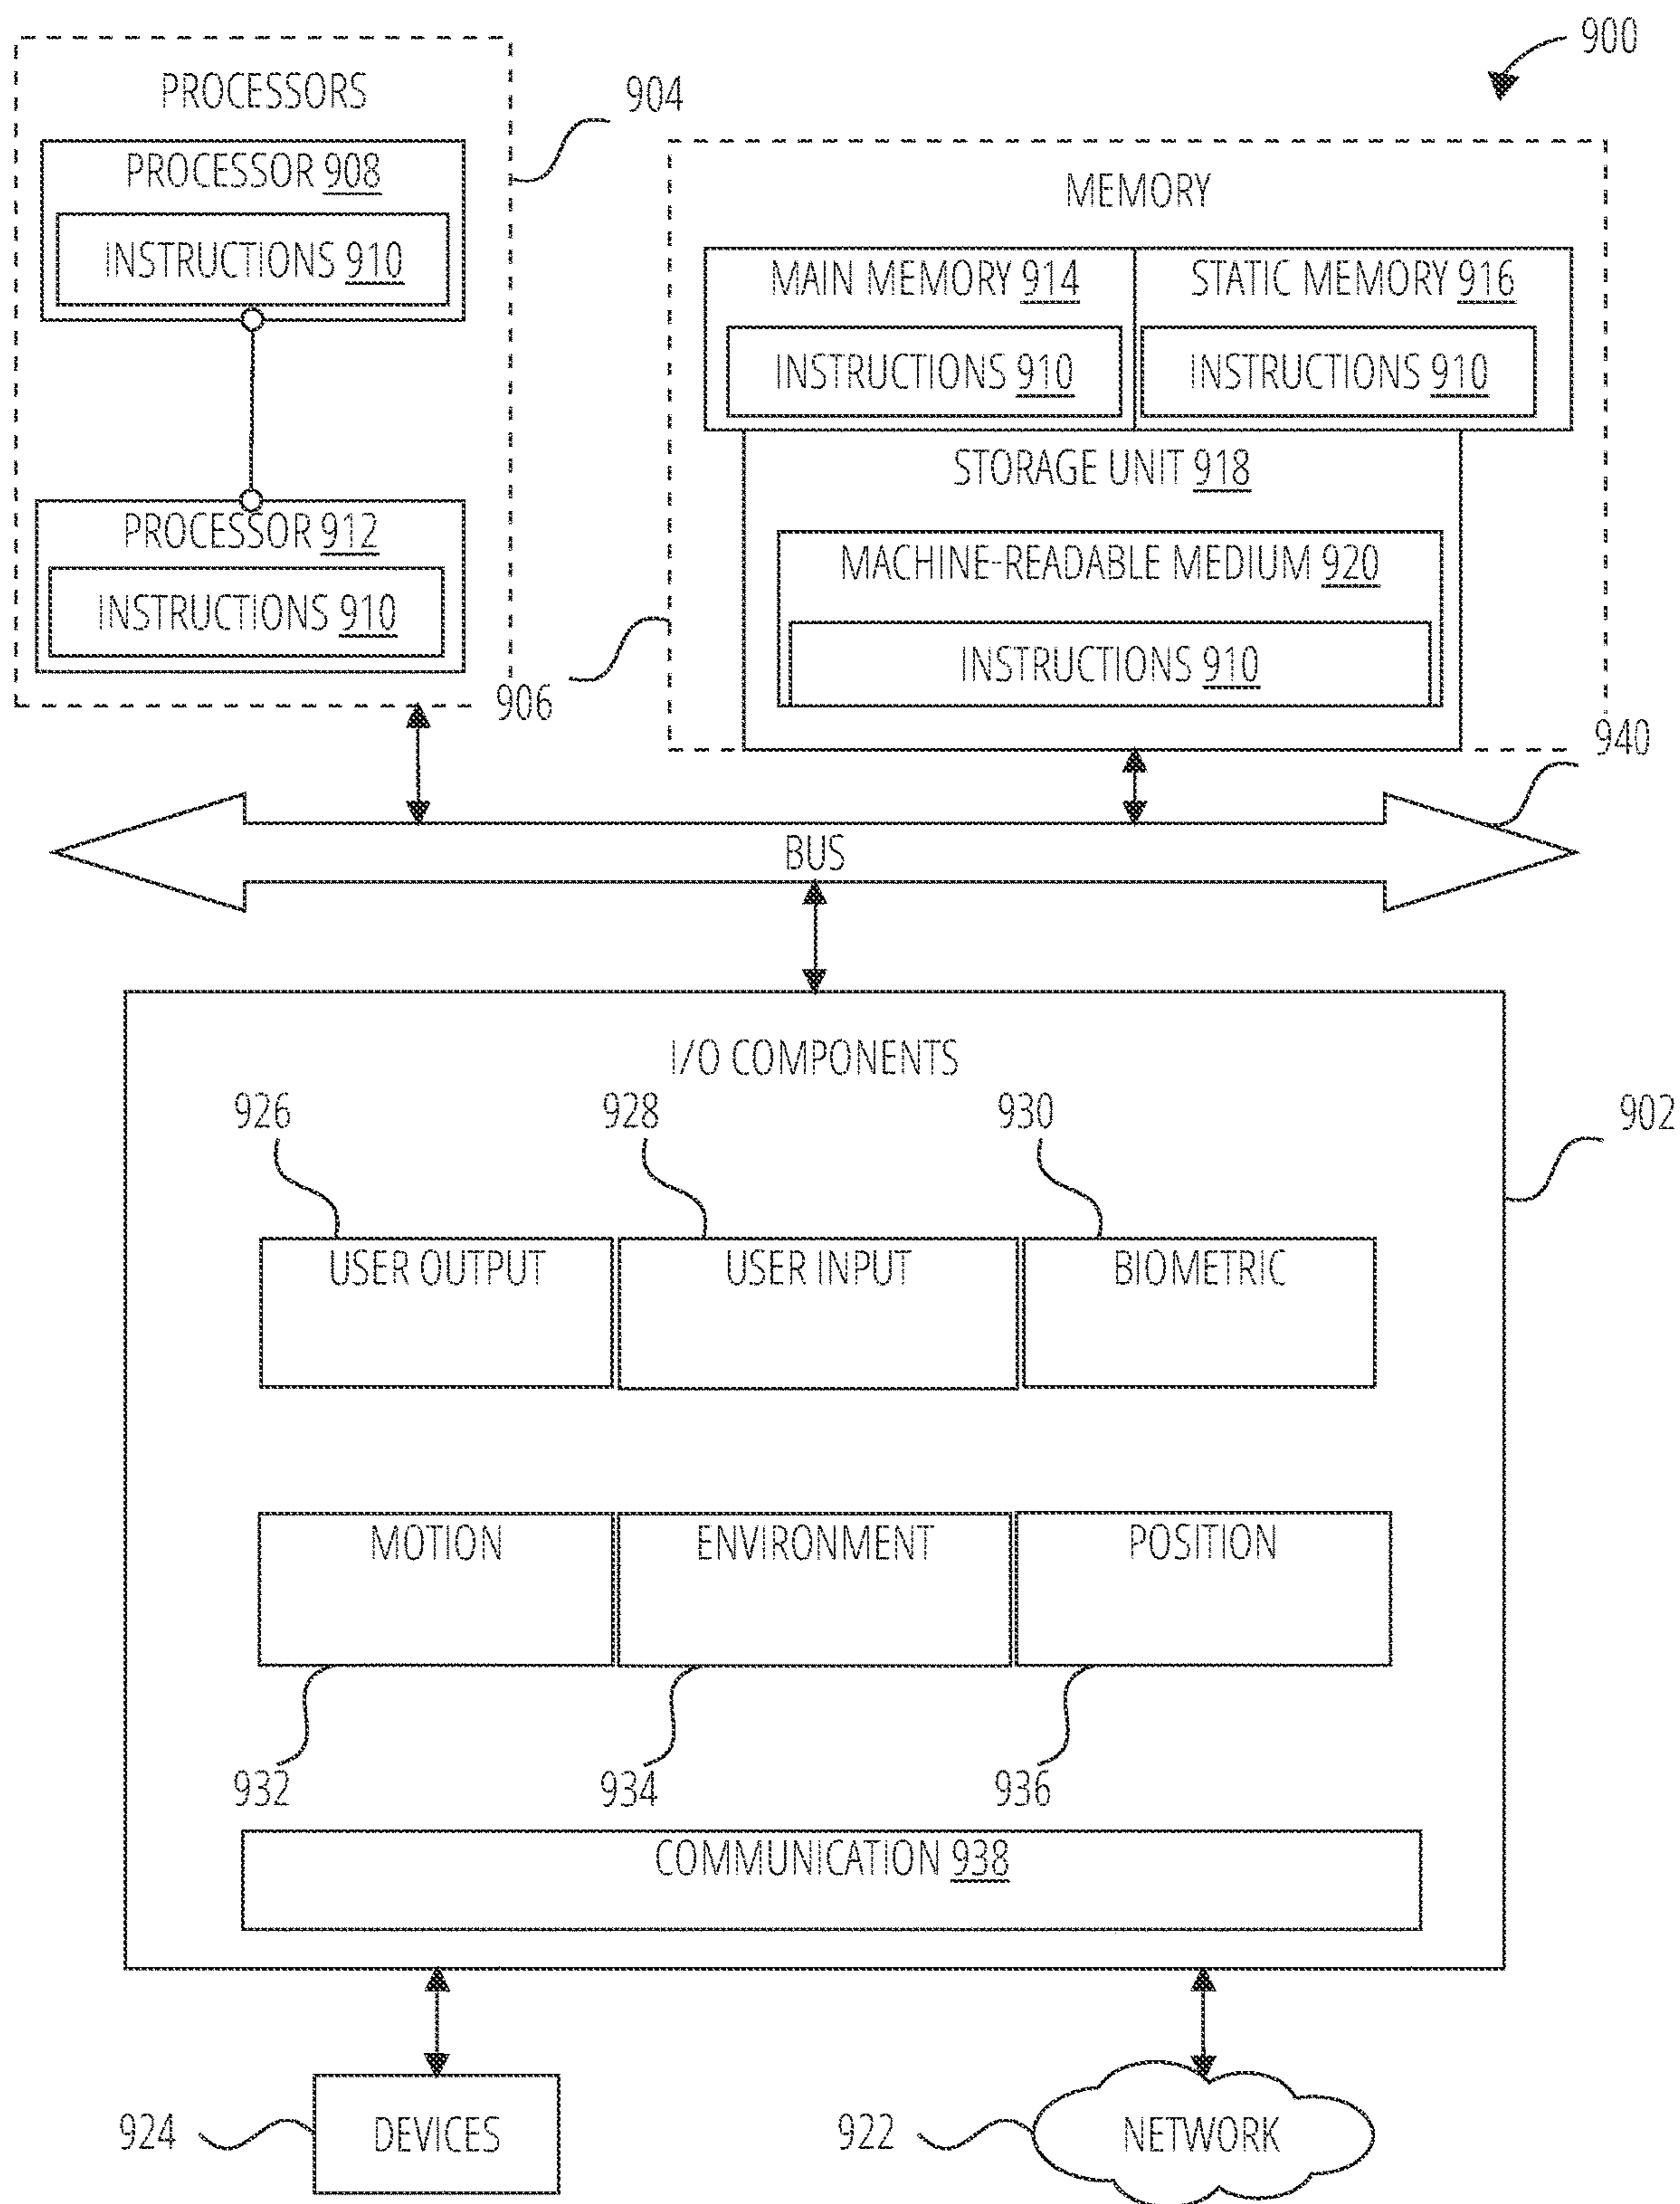 900
PROCESSORS
904
PROCESSOR 908
INSTRUCTIONS 910
MEMORY
MAIN MEMORY 914
STATIC MEMORY 916
INSTRUCTIONS 910
INSTRUCTIONS 910
STORAGE UNIT 918
PROCESSOR 912
INSTRUCTIONS 910
MACHINE-READABLE MEDIUM 920
INSTRUCTIONS 910
906
940
BUS
I/O COMPONENTS
926
928
930
902
USER OUTPUT
USER INPUT
BIOMETRIC
MOTION
ENVIRONMENT
POSITION
932
934
936
COMMUNICATION 938
924
DEVICES
922
NETWORK